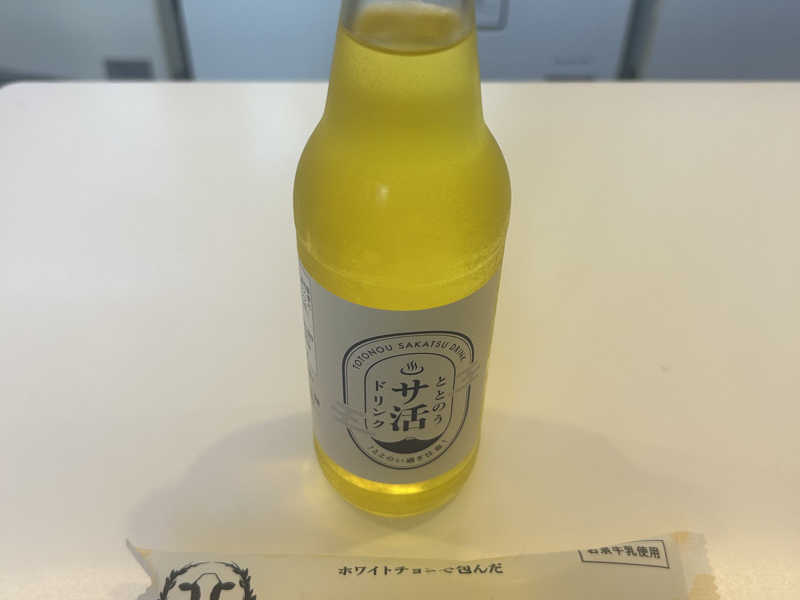 TOTONOU SAKATSU DRINK
ととのう
サ活
ドリンク
ホワイトチョコで包んだ
牛乳使用